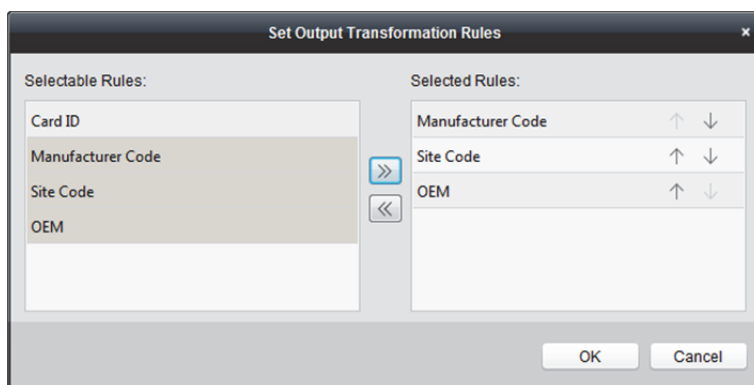 Set Output Transformation Rules
Selectable Rules:
Card ID
Manufacturer Code
Site Code
OEM
Selected Rules:
Manufacturer Code
Site Code
OEM
OK
Cancel